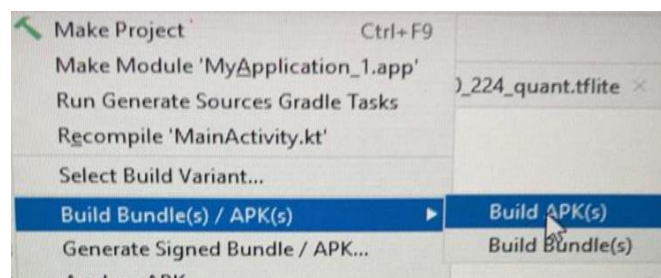 Make Project Ctrl+F9
Make Module 'MyApplication_1.app'
Run Generate Sources Gradle Tasks
0_224_quant.tflite ×
Recompile 'MainActivity.kt'
Select Build Variant...
Build Bundle(s) / APK(s)
Build APK(s)
Generate Signed Bundle / APK...
Build Bundle(s)